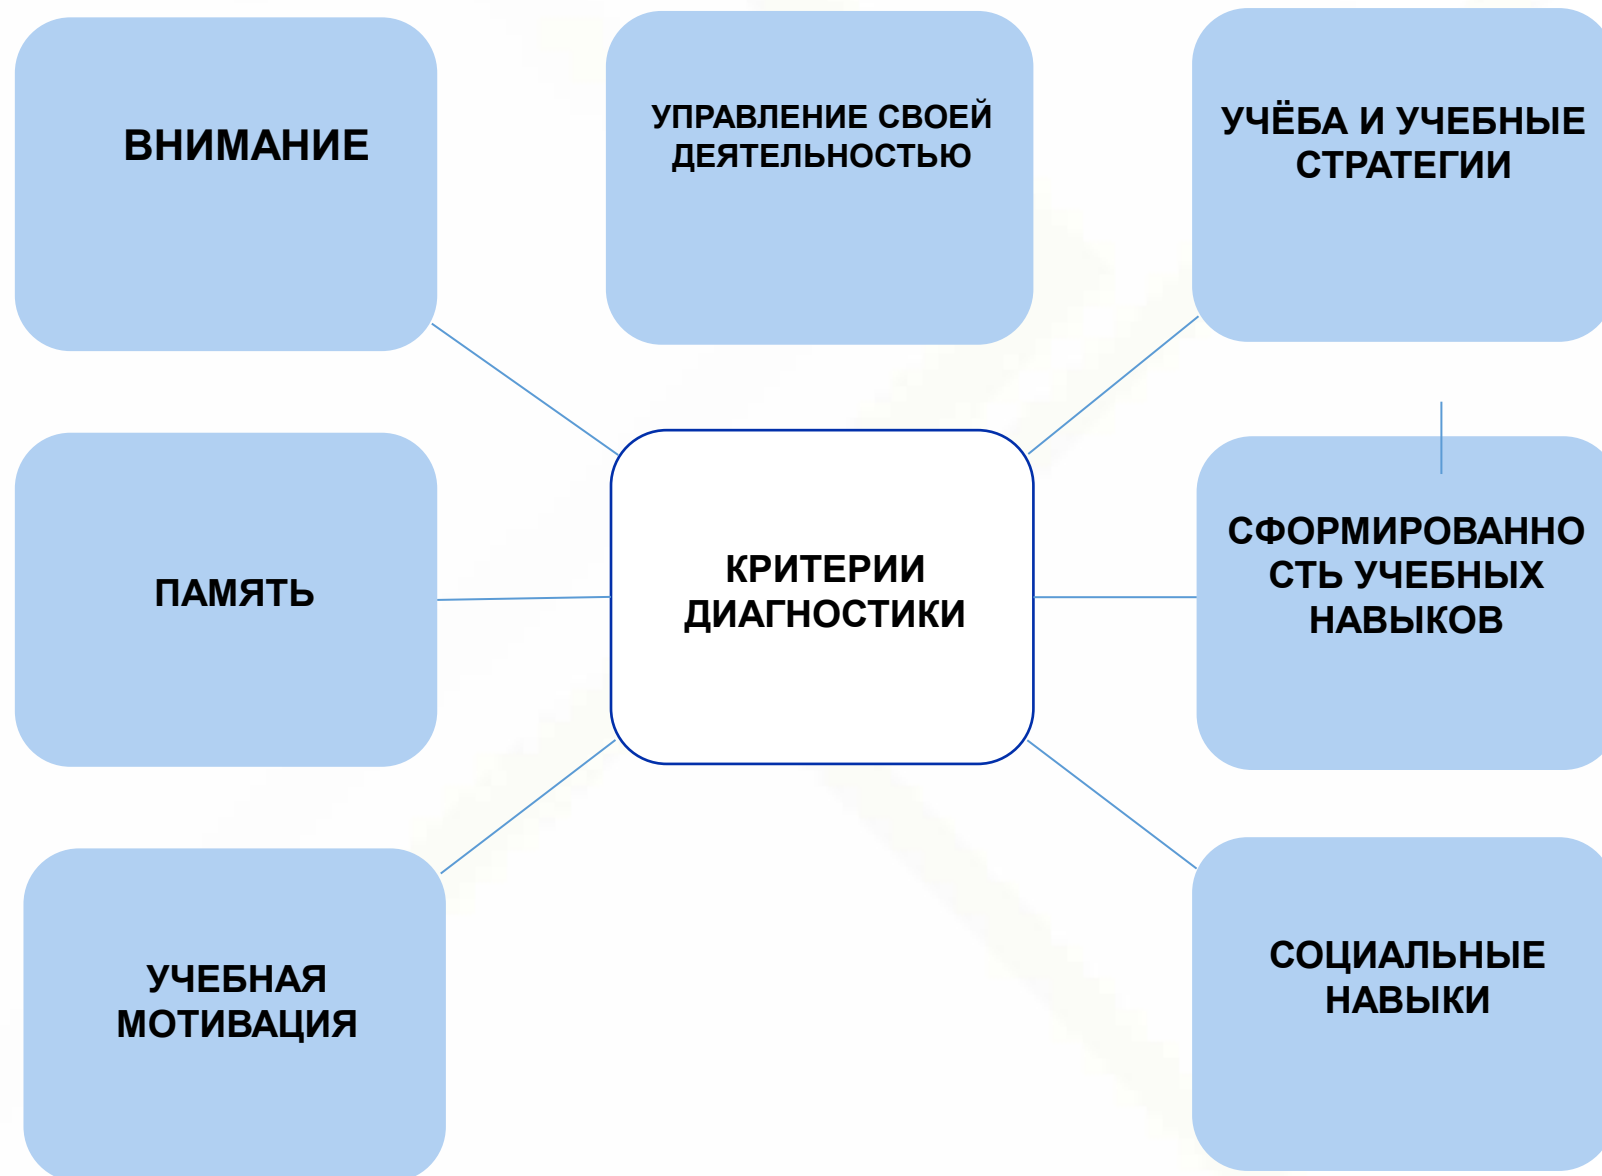 ВНИМАНИЕ
УПРАВЛЕНИЕ СВОЕЙ
ДЕЯТЕЛЬНОСТЬЮ
УЧЁБА И УЧЕБНЫЕ
СТРАТЕГИИ
ПАМЯТЬ
КРИТЕРИИ
ДИАГНОСТИКИ
СФОРМИРОВАННО
СТЬ УЧЕБНЫХ
НАВЫКОВ
УЧЕБНАЯ
МОТИВАЦИЯ
СОЦИАЛЬНЫЕ
НАВЫКИ